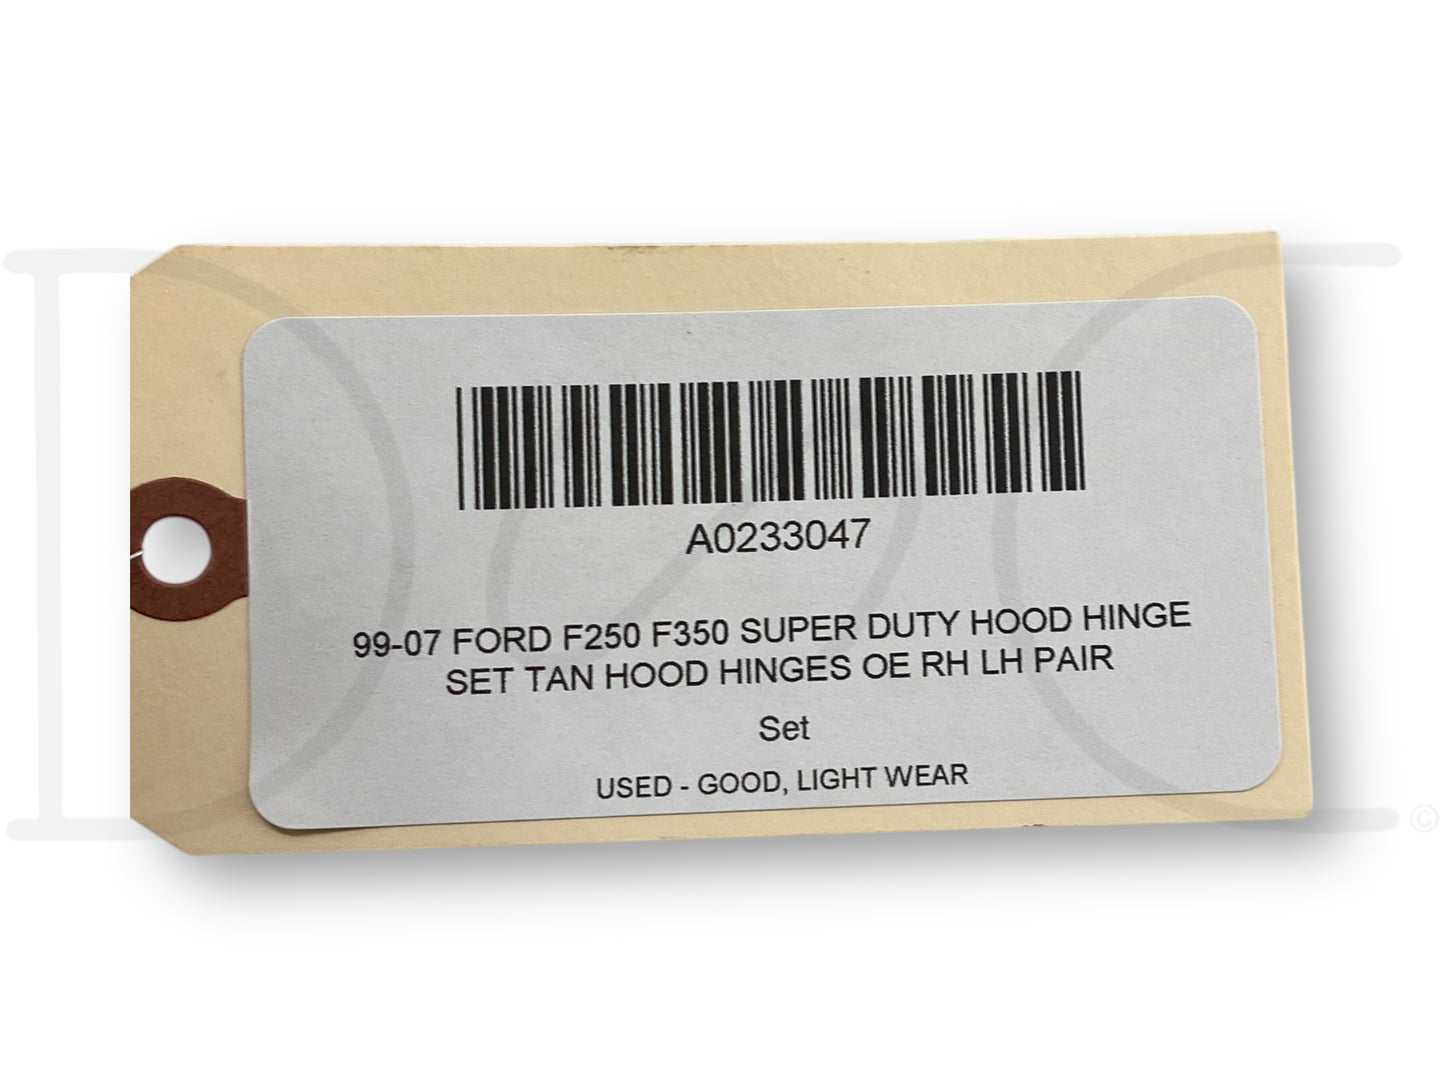 A0233047
99-07 FORD F250 F350 SUPER DUTY HOOD HINGE
SET TAN HOOD HINGES OE RH LH PAIR
Set
USED - GOOD, LIGHT WEAR
©